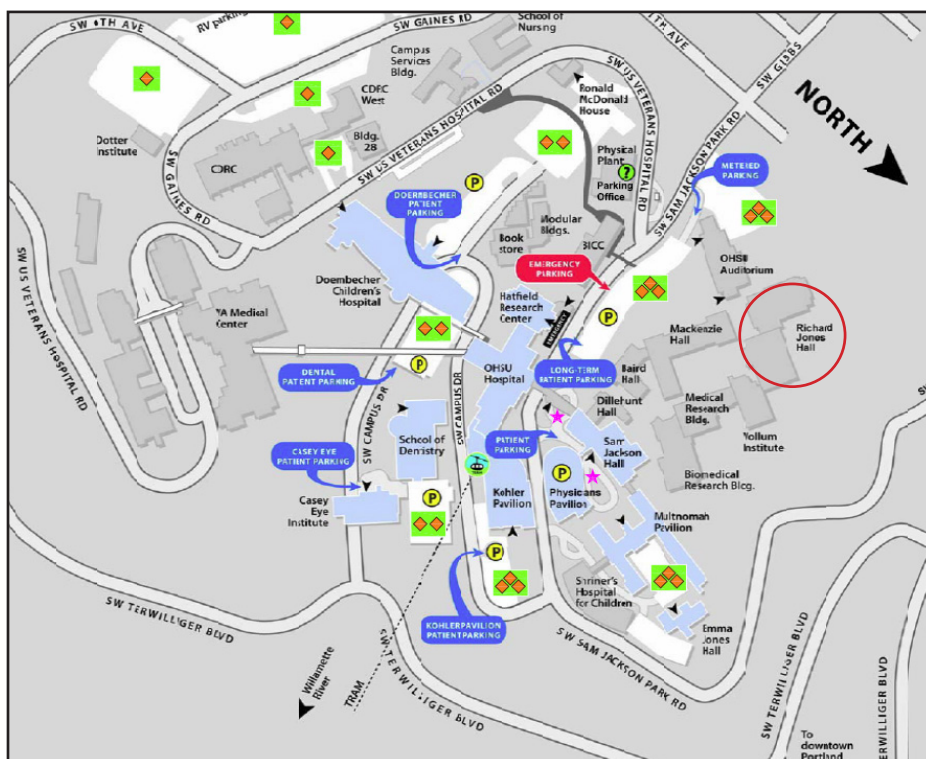 SW 6TH AVE
RV parking
SW GAINES RD
School of
Nursing
7TH AVE
SW GIBBS
Campus
Services
Bldg.
CDRC
West
Bldg.
28
Dotter
Institute
CDRC
SW GAINES RD
SW US VETERANS HOSPITAL RD
Ronald
McDonald
House
SW US VETERANS HOSPITAL RD
SW SAM JACKSON PARK RD
NORTH
METERED
PARKING
Physical
Plant
?
Parking
Office
P
DOERNBECHER
PATIENT
PARKING
Modular
Bldgs.
Book
store
BICC
EMERGENCY
PARKING
OHSU
Auditorium
Doernbecher
Children's
Hospital
Hatfield
Research
Center
P
Mackenzie
Hall
Richard
Jones
Hall
SW US VETERANS HOSPITAL RD
VA Medical
Center
DENTAL
PATIENT PARKING
P
OHSU
Hospital
LONG-TERM
PATIENT PARKING
Baird
Hall
Dillehunt
Hall
Medical
Research
Bldg.
Vollum
Institute
SW CAMPUS DR
SW CAMPUS DR
School of
Dentistry
PATIENT
PARKING
Sam
Jackson
Hall
Biomedical
Research Bldg.
CASEY EYE
PATIENT PARKING
Casey
Eye
Institute
P
Kohler
Pavilion
P
Physicians
Pavilion
Multnomah
Pavilion
P
Shriner's
Hospital
for Children
Emma
Jones
Hall
KOHLER PAVILION
PATIENT PARKING
SW TERWILLIGER BLVD
SW TERWILLIGER BLVD
SW SAM JACKSON PARK RD
SW TERWILLIGER BLVD
TERWILLIGER BLVD
Willamette
River
TRAM
To
downtown
Portland